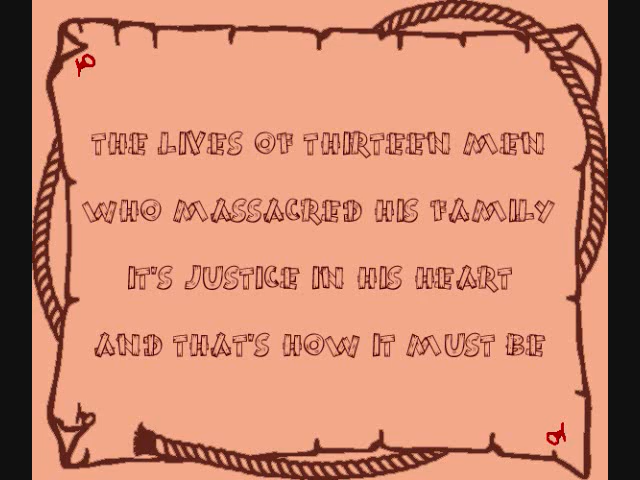 THE LIVES OF THIRTEEN MEN
WHO MASSACRED HIS FAMILY
IT'S JUSTICE IN HIS HEART
AND THAT'S HOW IT MUST BE